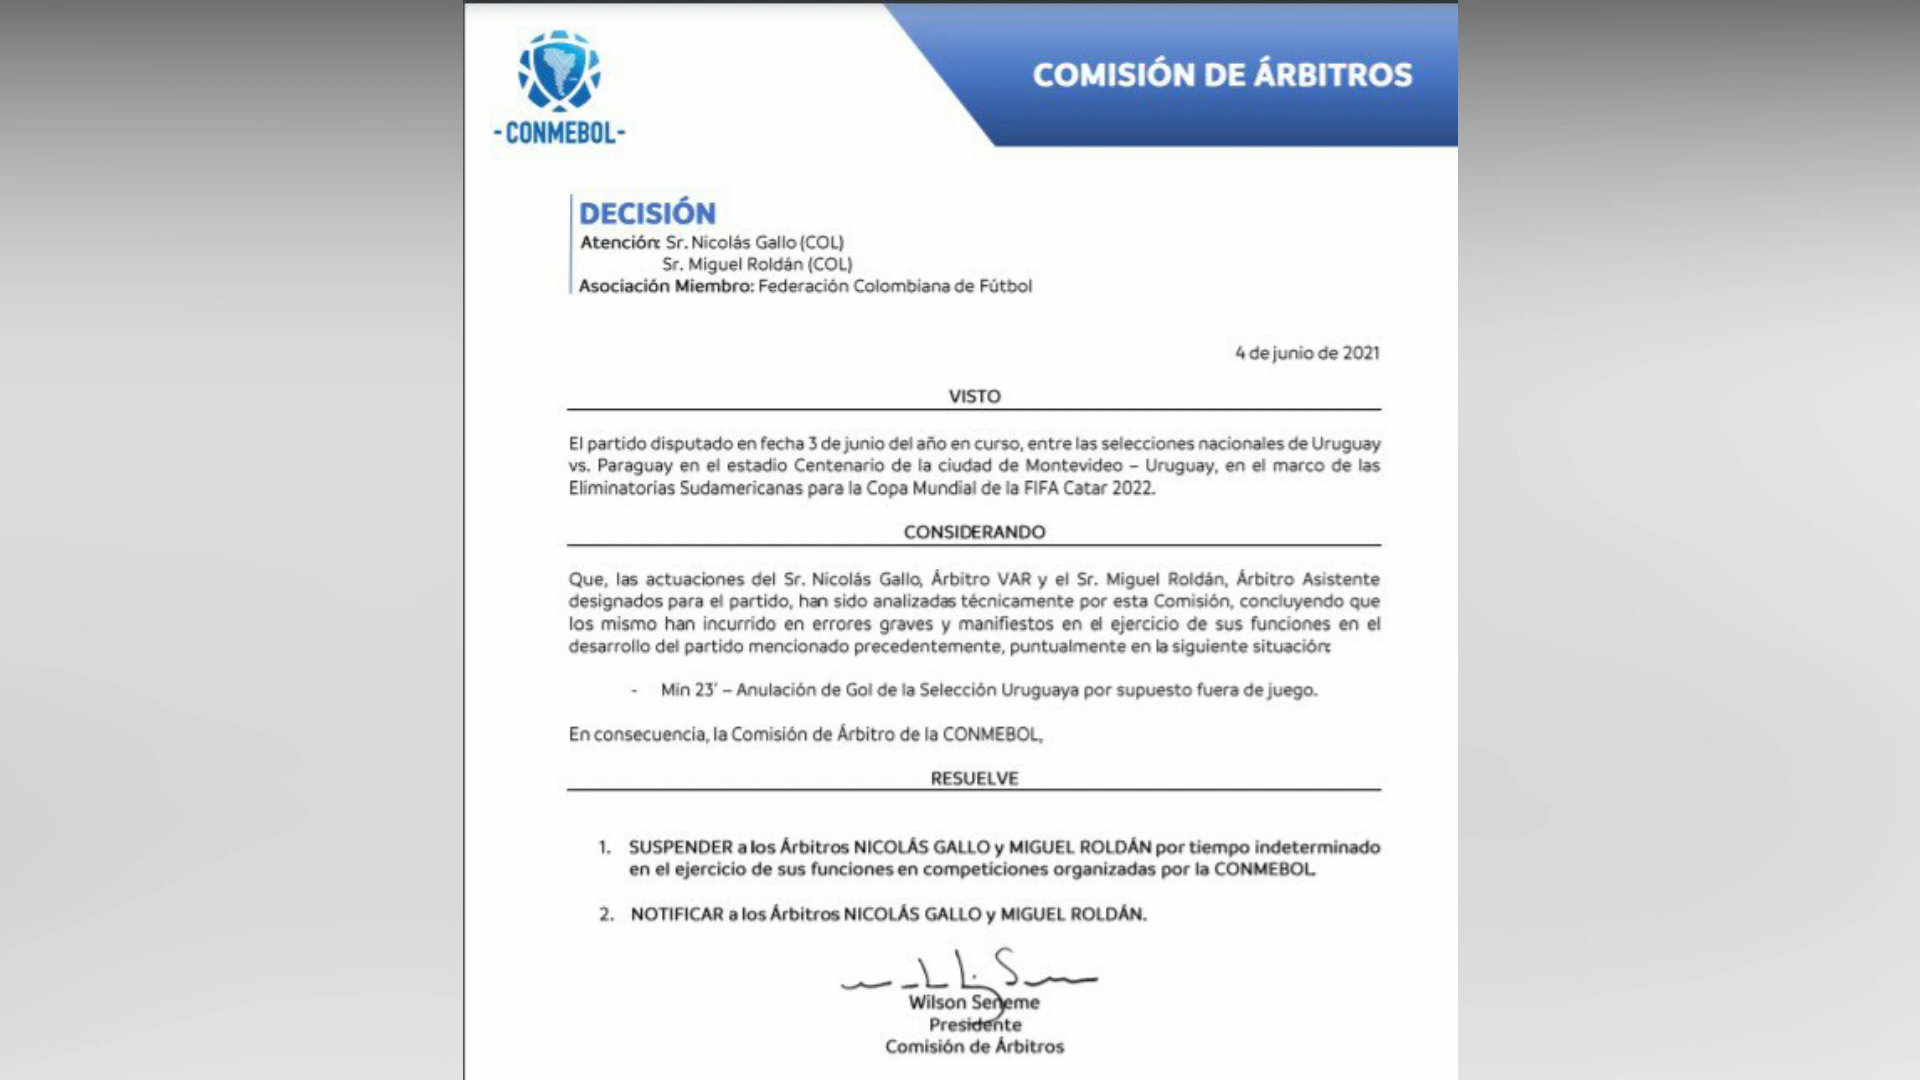 -CONMEBOL-
COMISIÓN DE ÁRBITROS
DECISIÓN
Atención: Sr. Nicolás Gallo (COL)
Sr. Miguel Roldán (COL)
Asociación Miembro: Federación Colombiana de Fútbol
4 de junio de 2021
VISTO
El partido disputado en fecha 3 de junio del año en curso, entre las selecciones nacionales de Uruguay
vs. Paraguay en el estadio Centenario de la ciudad de Montevideo – Uruguay, en el marco de las
Eliminatorias Sudamericanas para la Copa Mundial de la FIFA Catar 2022.
CONSIDERANDO
Que, las actuaciones del Sr. Nicolás Gallo, Árbitro VAR y el Sr. Miguel Roldán, Árbitro Asistente
designados para el partido, han sido analizadas técnicamente por esta Comisión, concluyendo que
los mismo han incurrido en errores graves y manifiestos en el ejercicio de sus funciones en el
desarrollo del partido mencionado precedentemente, puntualmente en la siguiente situación:
- Min 23' – Anulación de Gol de la Selección Uruguaya por supuesto fuera de juego.
En consecuencia, la Comisión de Árbitro de la CONMEBOL,
RESUELVE
1. SUSPENDER a los Árbitros NICOLÁS GALLO y MIGUEL ROLDÁN por tiempo indeterminado
en el ejercicio de sus funciones en competiciones organizadas por la CONMEBOL.
2. NOTIFICAR a los Árbitros NICOLÁS GALLO y MIGUEL ROLDÁN.
Wilson Seneme
Presidente
Comisión de Árbitros